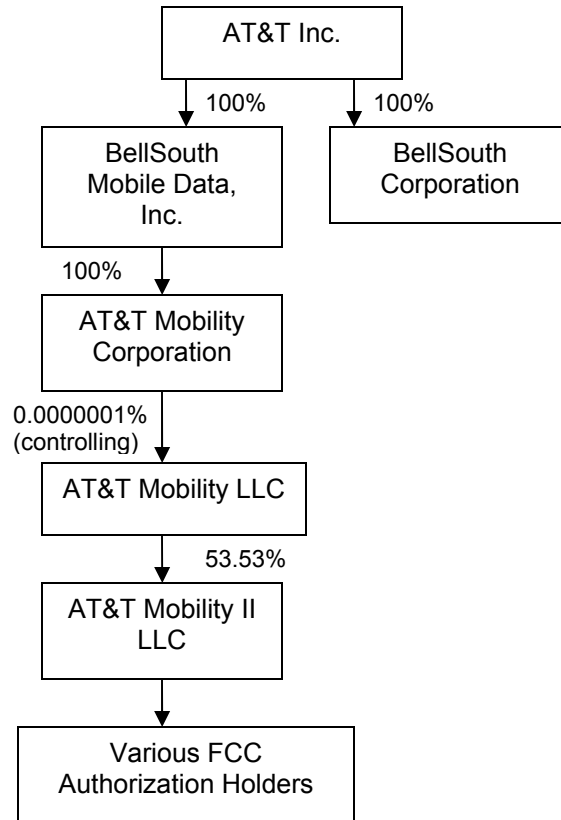 AT&T Inc.
100%
100%
BellSouth
Mobile Data,
Inc.
BellSouth
Corporation
100%
AT&T Mobility
Corporation
0.0000001%
(controlling)
AT&T Mobility LLC
53.53%
AT&T Mobility II
LLC
Various FCC
Authorization Holders